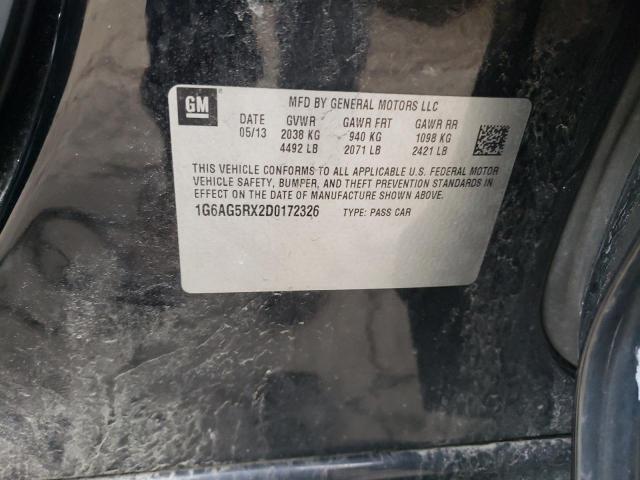 GM
MFD BY GENERAL MOTORS LLC
DATE GVWR GAWR FRT GAWR RR
05/13 2038 KG 940 KG 1098 KG
4492 LB 2071 LB 2421 LB
THIS VEHICLE CONFORMS TO ALL APPLICABLE U.S. FEDERAL MOTOR
VEHICLE SAFETY, BUMPER, AND THEFT PREVENTION STANDARDS IN
EFFECT ON THE DATE OF MANUFACTURE SHOWN ABOVE.
1G6AG5RX2D0172326 TYPE: PASS CAR